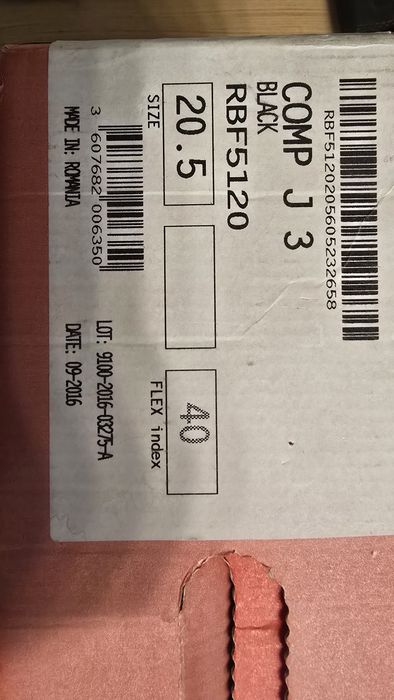 RBF5120205605232658
COMP J 3
BLACK
RBF5120
20.5
40
SIZE
FLEX index
3 607682 006350
LOT: 9100-2016-03275-A
MADE IN: ROMANIA
DATE: 09-2016